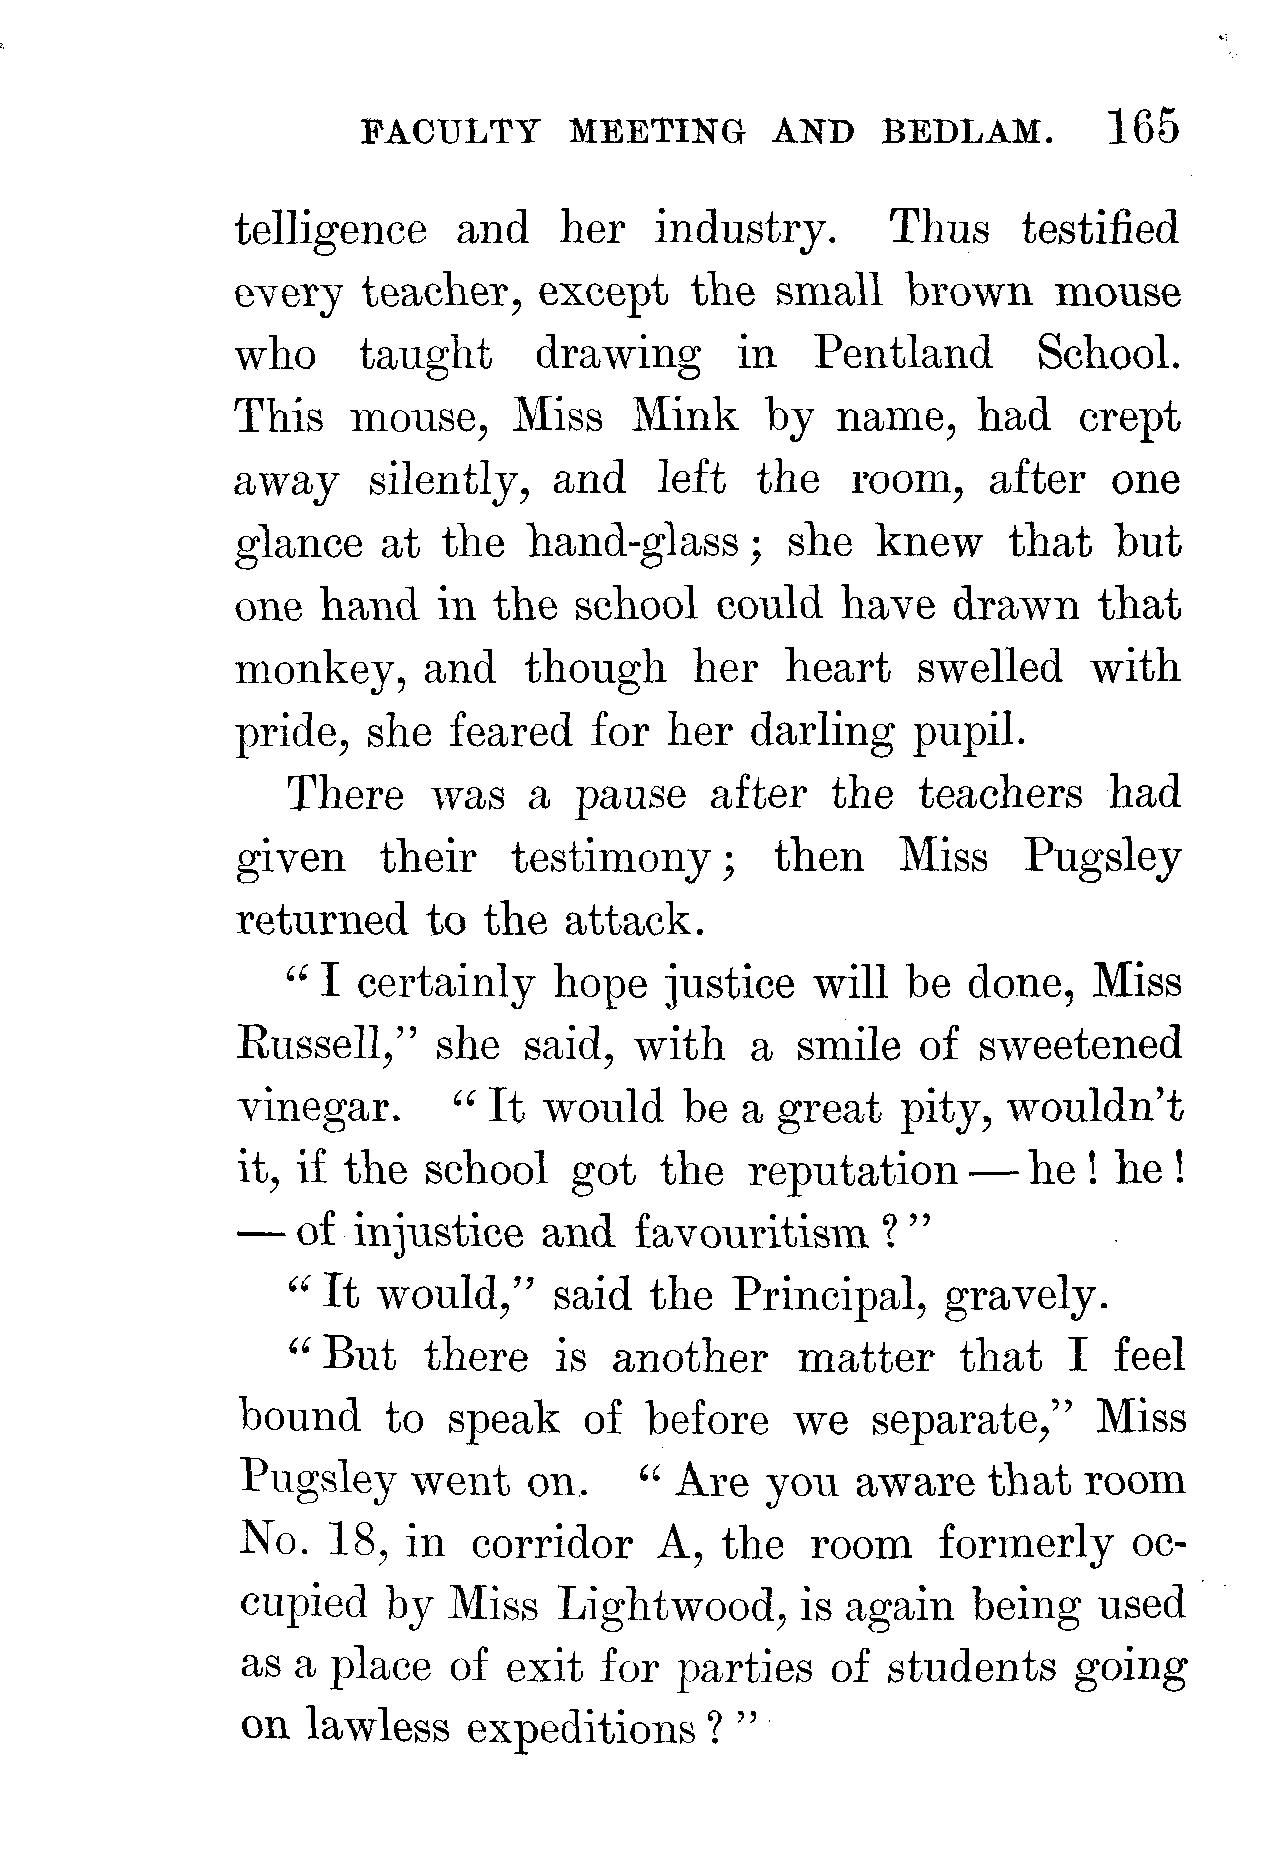 FACULTY MEETING AND BEDLAM. 165
telligence and her industry. Thus testified
every teacher, except the small brown mouse
who taught drawing in Pentland School.
This mouse, Miss Mink by name, had crept
away silently, and left the room, after one
glance at the hand-glass; she knew that but
one hand in the school could have drawn that
monkey, and though her heart swelled with
pride, she feared for her darling pupil.
There was a pause after the teachers had
given their testimony; then Miss Pugsley
returned to the attack.
“I certainly hope justice will be done, Miss
Russell,” she said, with a smile of sweetened
vinegar. “It would be a great pity, wouldn’t
it, if the school got the reputation — he! he!
— of injustice and favouritism?”
“It would,” said the Principal, gravely.
“But there is another matter that I feel
bound to speak of before we separate,” Miss
Pugsley went on. “Are you aware that room
No. 18, in corridor A, the room formerly oc-
cupied by Miss Lightwood, is again being used
as a place of exit for parties of students going
on lawless expeditions?”